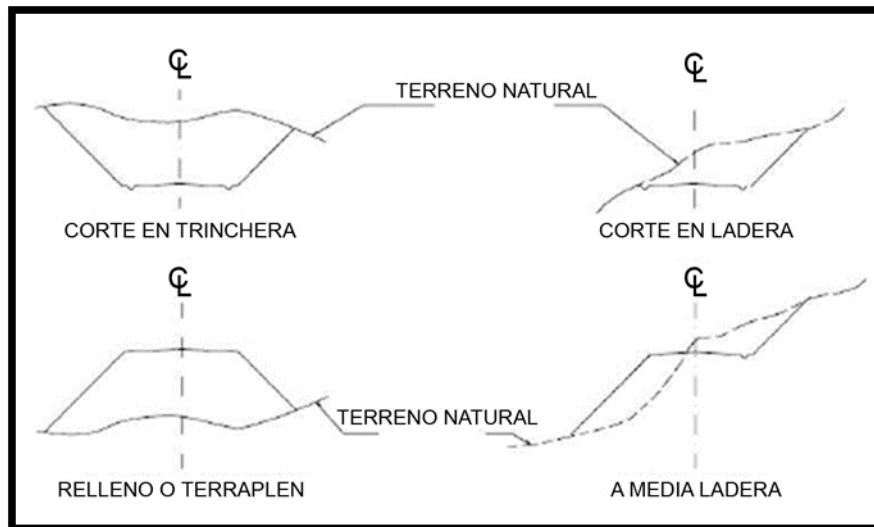 ℄
℄
TERRENO NATURAL
CORTE EN TRINCHERA
CORTE EN LADERA
℄
℄
TERRENO NATURAL
RELLENO O TERRAPLEN
A MEDIA LADERA